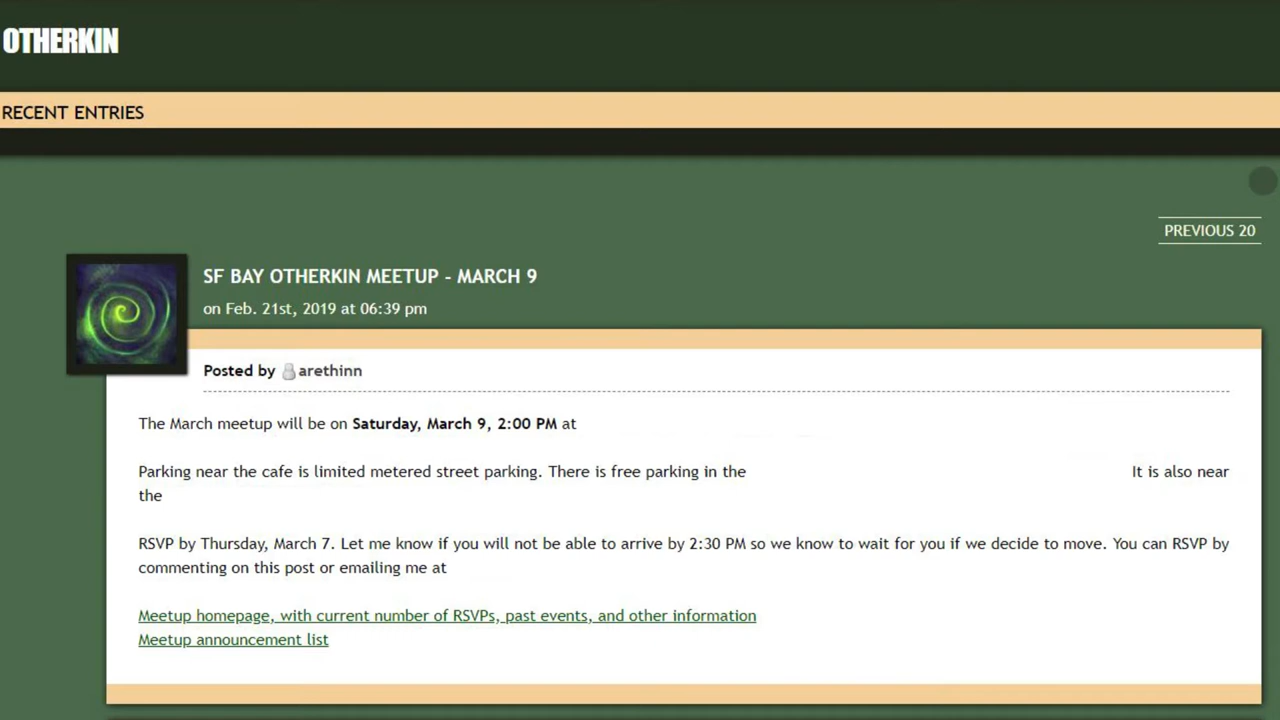 OTHERKIN
RECENT ENTRIES
PREVIOUS 20
SF BAY OTHERKIN MEETUP - MARCH 9
on Feb. 21st, 2019 at 06:39 pm
Posted by arethinn
The March meetup will be on Saturday, March 9, 2:00 PM at
Parking near the cafe is limited metered street parking. There is free parking in the It is also near
the
RSVP by Thursday, March 7. Let me know if you will not be able to arrive by 2:30 PM so we know to wait for you if we decide to move. You can RSVP by
commenting on this post or emailing me at
Meetup homepage, with current number of RSVPs, past events, and other information
Meetup announcement list